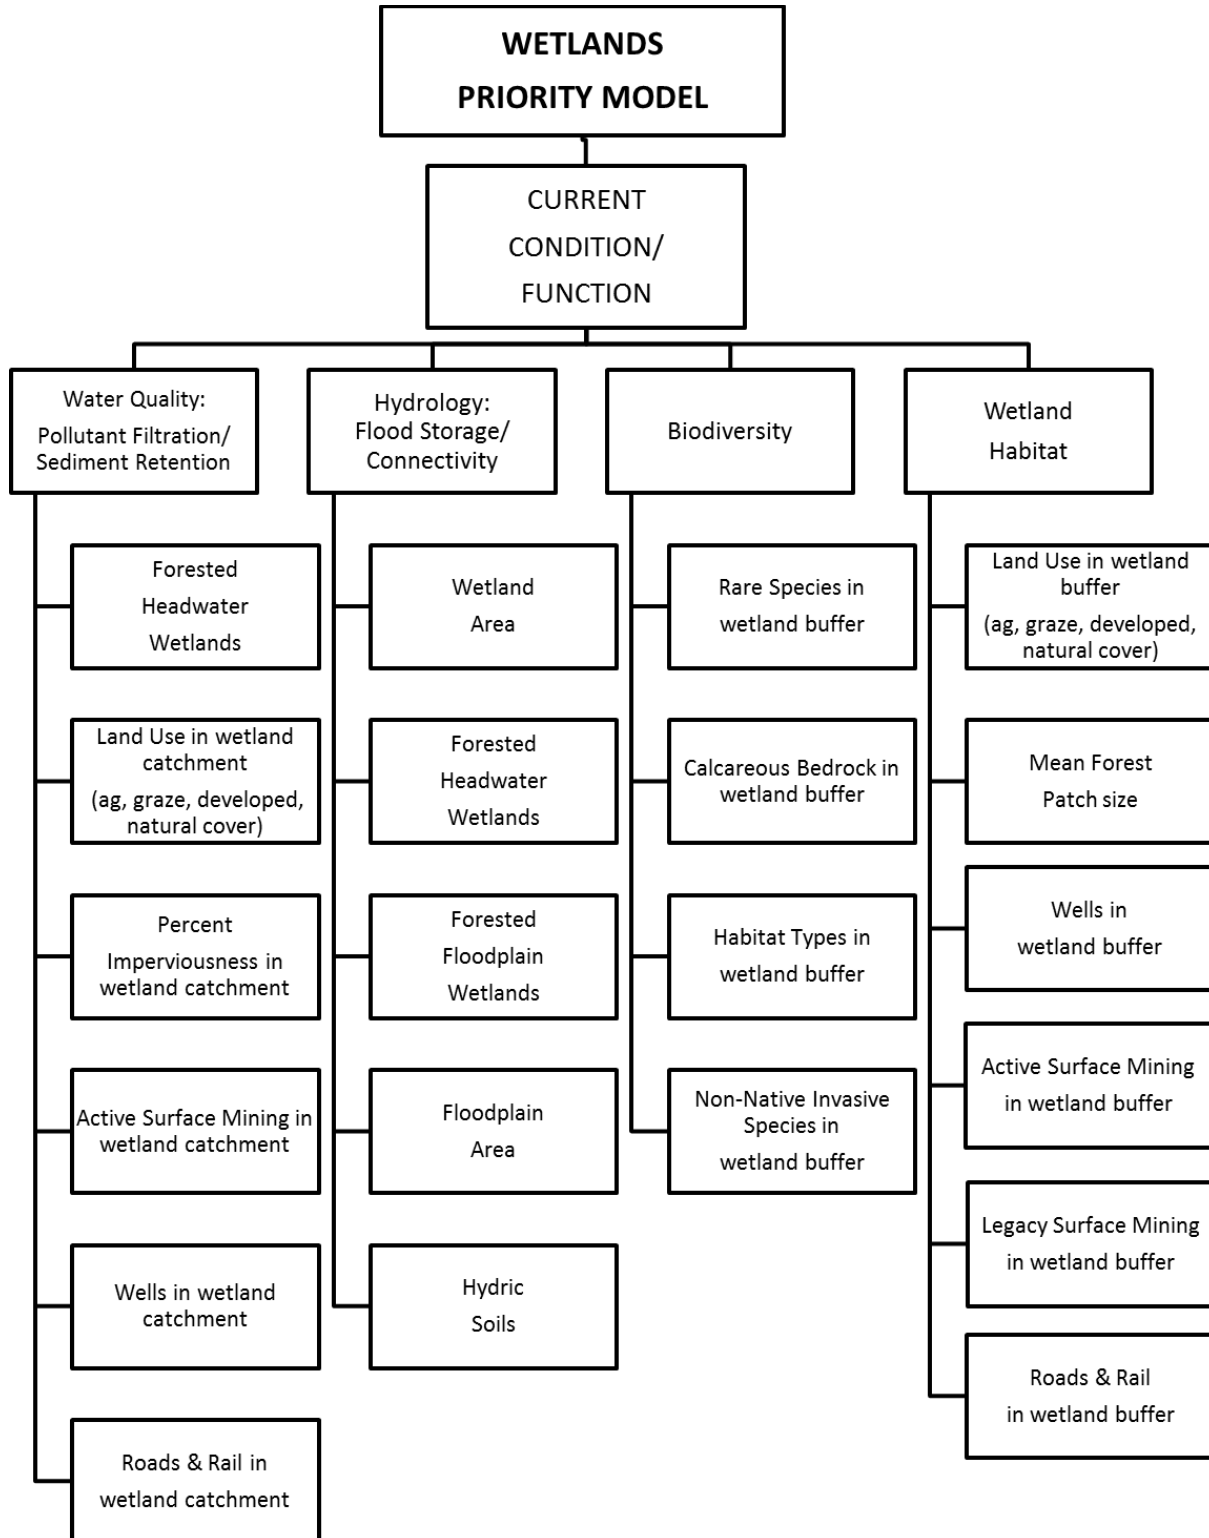 WETLANDS
PRIORITY MODEL
CURRENT
CONDITION/
FUNCTION
Water Quality:
Pollutant Filtration/
Sediment Retention
Forested
Headwater
Wetlands
Land Use in wetland
catchment
(ag, graze, developed,
natural cover)
Percent
Imperviousness in
wetland catchment
Active Surface Mining in
wetland catchment
Wells in wetland
catchment
Roads & Rail in
wetland catchment
Hydrology:
Flood Storage/
Connectivity
Wetland
Area
Forested
Headwater
Wetlands
Forested
Floodplain
Wetlands
Floodplain
Area
Hydric
Soils
Biodiversity
Rare Species in
wetland buffer
Calcareous Bedrock in
wetland buffer
Habitat Types in
wetland buffer
Non-Native Invasive
Species in
wetland buffer
Wetland
Habitat
Land Use in wetland
buffer
(ag, graze, developed,
natural cover)
Mean Forest
Patch size
Wells in
wetland buffer
Active Surface Mining
in wetland buffer
Legacy Surface Mining
in wetland buffer
Roads & Rail
in wetland buffer